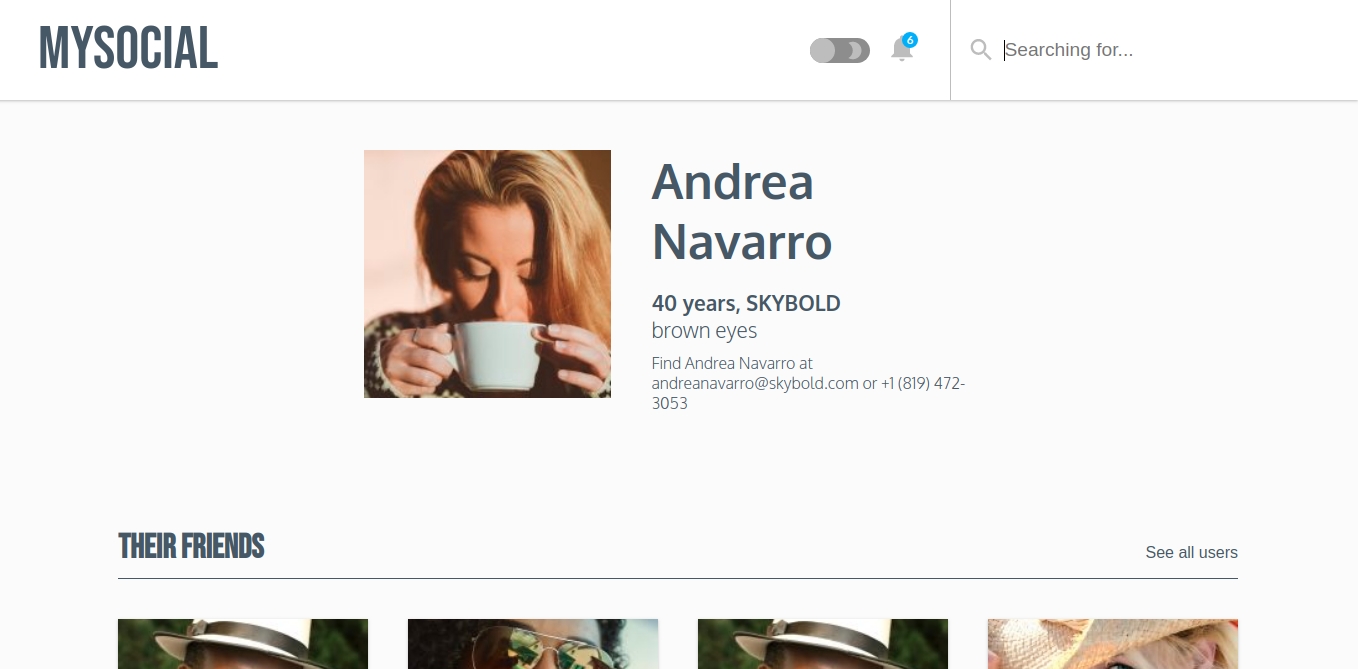 MYSOCIAL
6
Searching for...
Andrea
Navarro
40 years, SKYBOLD
brown eyes
Find Andrea Navarro at
andreanavarro@skybold.com or +1 (819) 472-
3053
THEIR FRIENDS
See all users